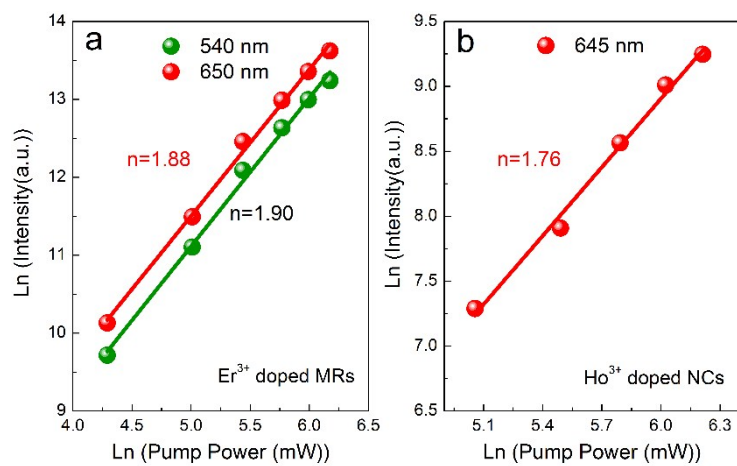 a
540 nm
650 nm
n=1.88
n=1.90
Er³⁺ doped MRs
Ln (Intensity(a.u.))
14
13
12
11
10
9
4.0 4.5 5.0 5.5 6.0 6.5
Ln (Pump Power (mW))
b
645 nm
n=1.76
Ho³⁺ doped NCs
Ln (Intensity(a.u.))
9.5
9.0
8.5
8.0
7.5
7.0
6.5
5.1 5.4 5.7 6.0 6.3
Ln (Pump Power (mW))